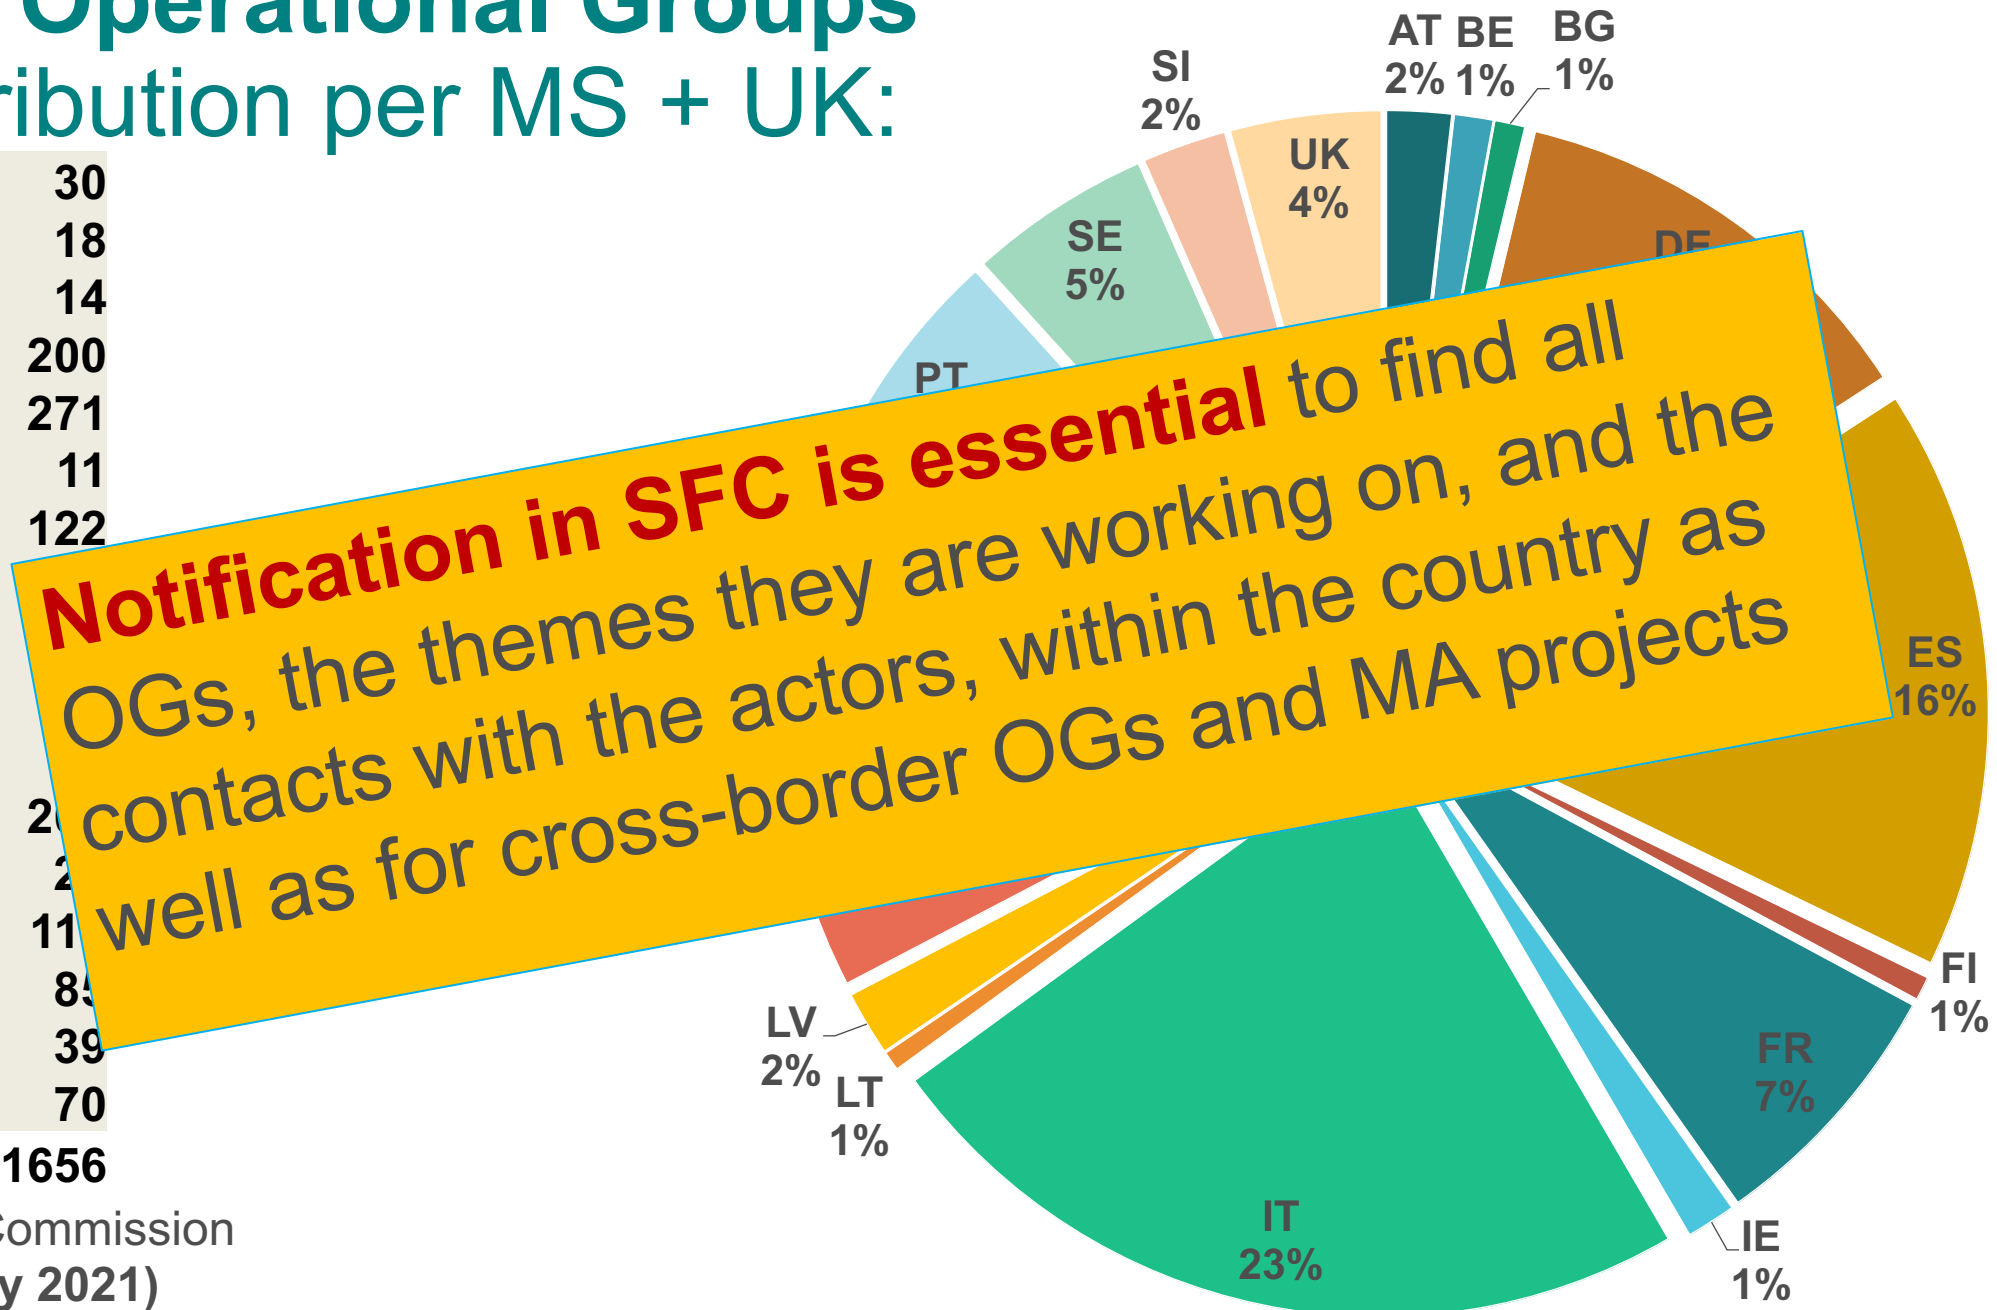 Operational Groups
ribution per MS + UK:
30
18
14
200
271
11
122
11
39
70
1656
Commission
y 2021)
Notification in SFC is essential to find all
OGs, the themes they are working on, and the
contacts with the actors, within the country as
well as for cross-border OGs and MA projects
AT
2%
BE
1%
BG
1%
DE
ES
16%
FI
1%
FR
7%
IE
1%
IT
23%
LT
1%
LV
2%
PT
SE
5%
SI
2%
UK
4%